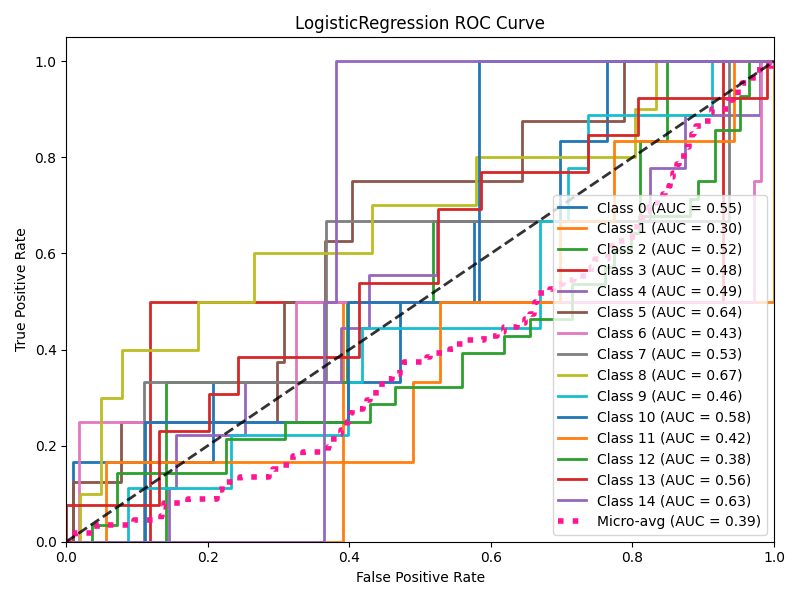 LogisticRegression ROC Curve
True Positive Rate
1.0
0.8
0.6
0.4
0.2
0.0
Class 0 (AUC = 0.55)
Class 1 (AUC = 0.30)
Class 2 (AUC = 0.52)
Class 3 (AUC = 0.48)
Class 4 (AUC = 0.49)
Class 5 (AUC = 0.64)
Class 6 (AUC = 0.43)
Class 7 (AUC = 0.53)
Class 8 (AUC = 0.67)
Class 9 (AUC = 0.46)
Class 10 (AUC = 0.58)
Class 11 (AUC = 0.42)
Class 12 (AUC = 0.38)
Class 13 (AUC = 0.56)
Class 14 (AUC = 0.63)
Micro-avg (AUC = 0.39)
0.0 0.2 0.4 0.6 0.8 1.0
False Positive Rate